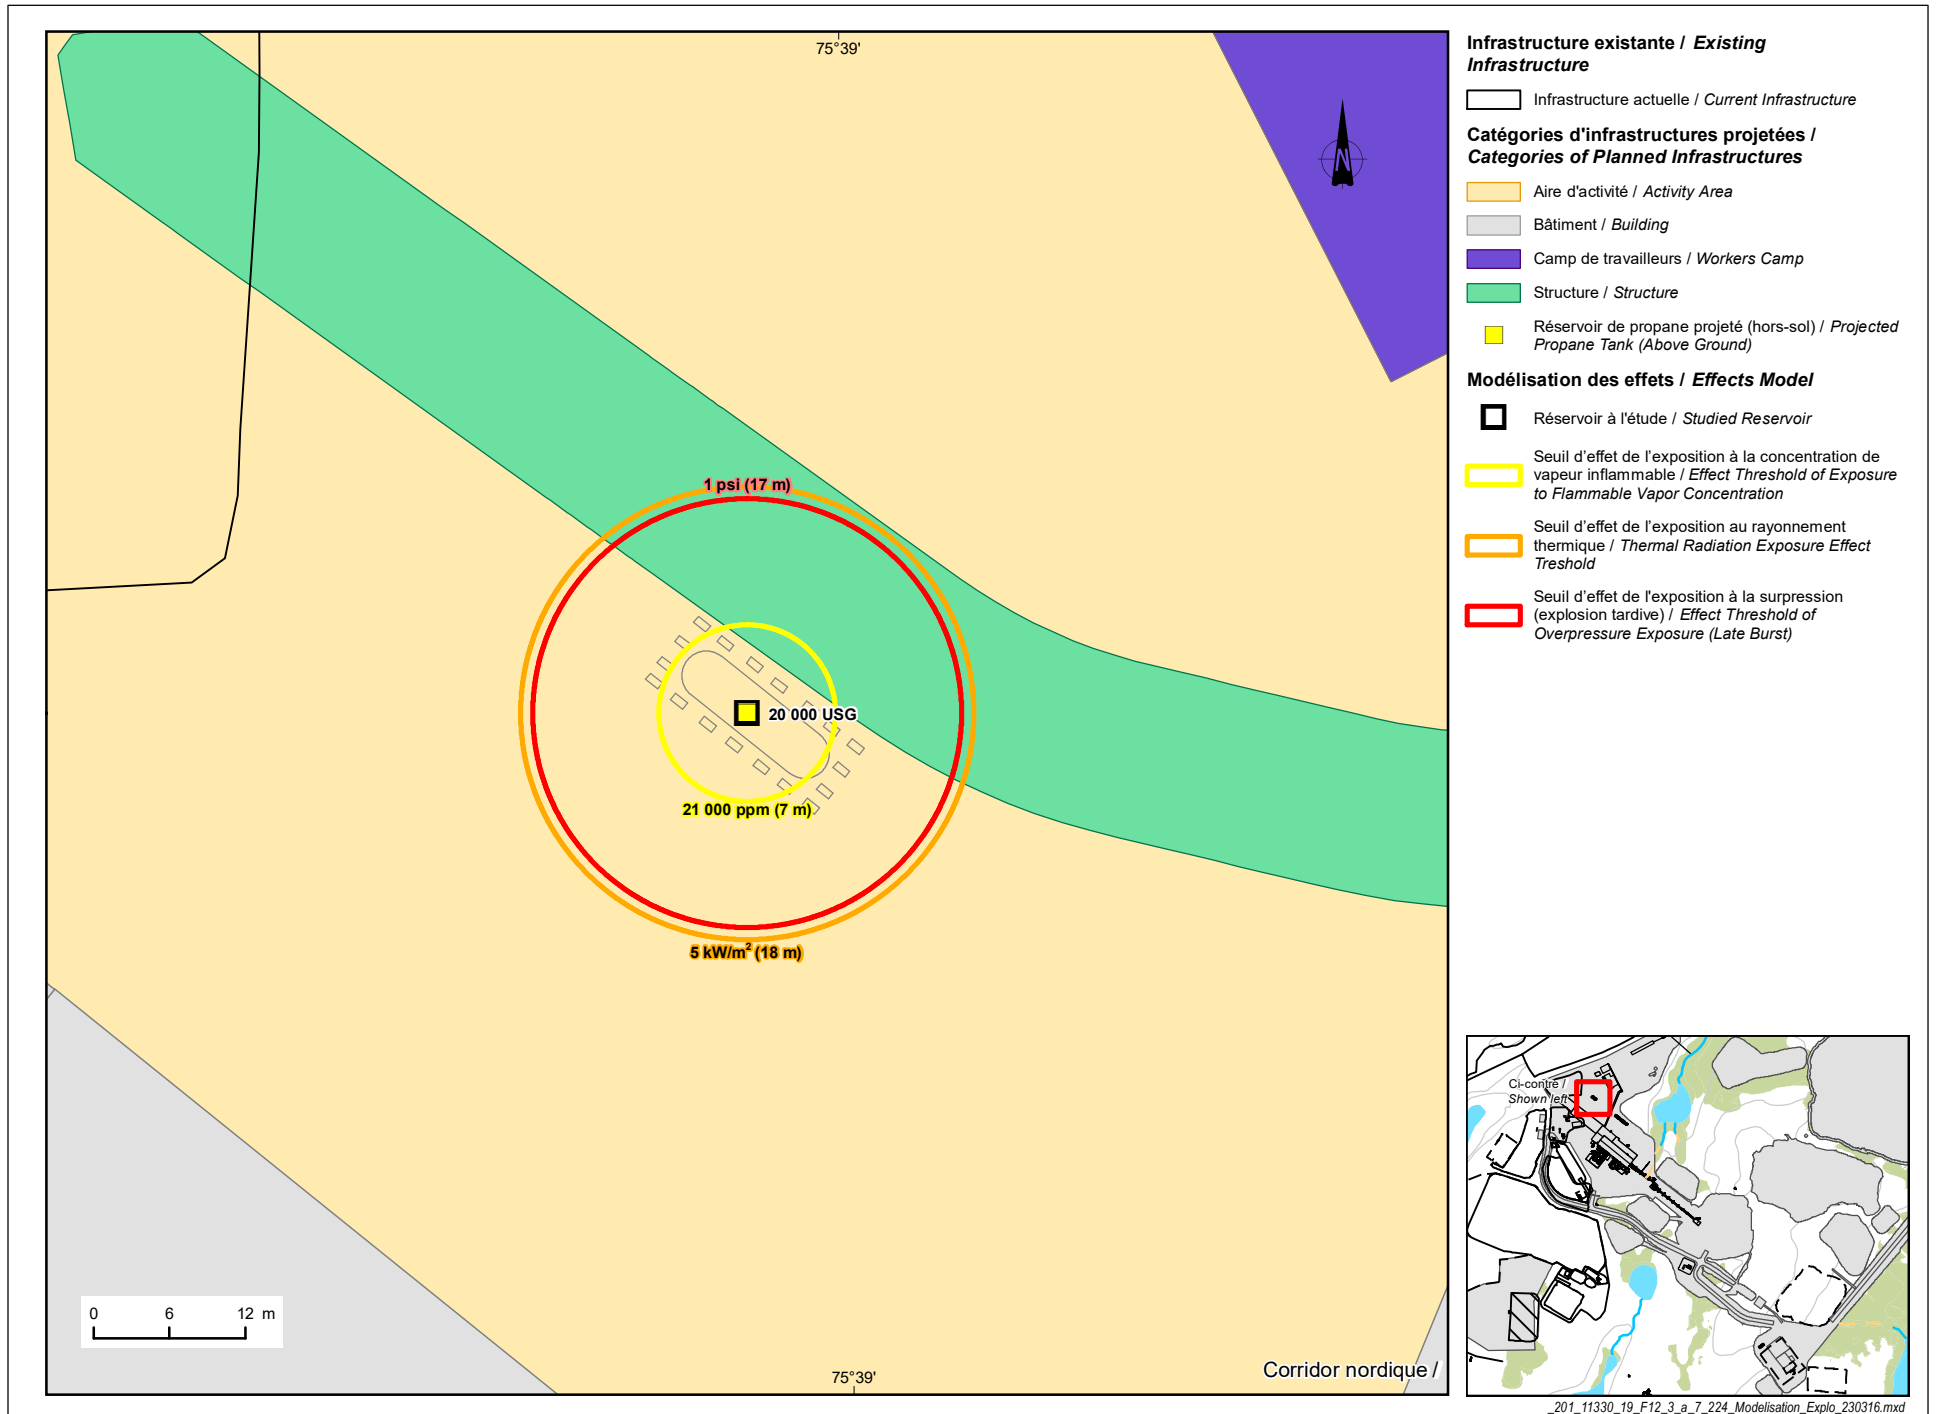 75°39'
1 psi (17 m)
20 000 USG
21 000 ppm (7 m)
5 kW/m² (18 m)
0 6 12 m
Corridor nordique /
75°39'
Infrastructure existante / Existing
Infrastructure
Infrastructure actuelle / Current Infrastructure
Catégories d'infrastructures projetées /
Categories of Planned Infrastructures
Aire d'activité / Activity Area
Bâtiment / Building
Camp de travailleurs / Workers Camp
Structure / Structure
Réservoir de propane projeté (hors-sol) / Projected
Propane Tank (Above Ground)
Modélisation des effets / Effects Model
Réservoir à l'étude / Studied Reservoir
Seuil d'effet de l'exposition à la concentration de
vapeur inflammable / Effect Threshold of Exposure
to Flammable Vapor Concentration
Seuil d'effet de l'exposition au rayonnement
thermique / Thermal Radiation Exposure Effect
Treshold
Seuil d'effet de l'exposition à la surpression
(explosion tardive) / Effect Threshold of
Overpressure Exposure (Late Burst)
N
Ci-contre /
Shown left
_201_11330_19_F12_3_a_7_224_Modelisation_Explo_230316.mxd